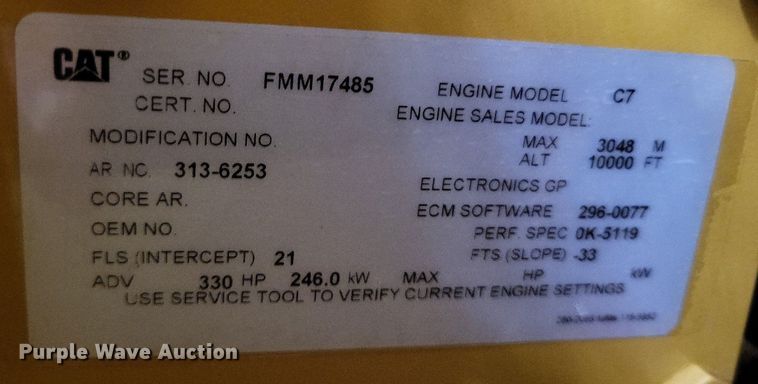 CAT®
SER. NO. FMM17485 ENGINE MODEL C7
CERT. NO. ENGINE SALES MODEL:
MODIFICATION NO. MAX 3048 M
ALT 10000 FT
AR NO. 313-6253
ELECTRONICS GP
CORE AR. ECM SOFTWARE 296-0077
OEM NO. PERF. SPEC 0K-5119
FLS (INTERCEPT) 21 FTS (SLOPE) -33
ADV 330 HP 246.0 kW MAX HP kW
USE SERVICE TOOL TO VERIFY CURRENT ENGINE SETTINGS
Purple Wave Auction